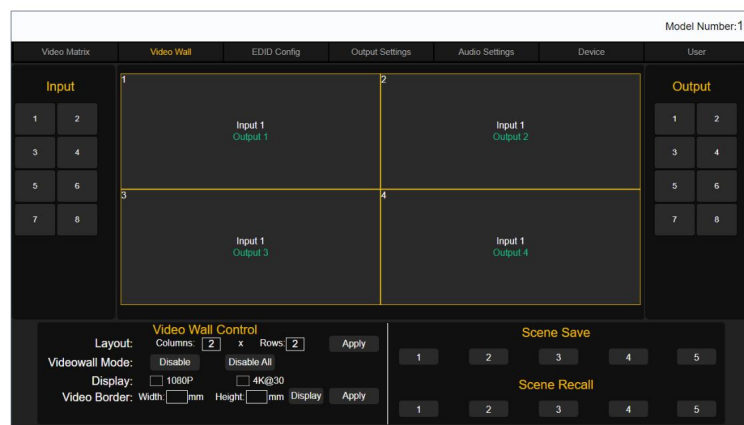 Model Number:1
Video Matrix Video Wall EDID Config Output Settings Audio Settings Device User
Input
1 2
3 4
5 6
7 8
1
Input 1
Output 1
2
Input 1
Output 2
3
Input 1
Output 3
4
Input 1
Output 4
Output
1 2
3 4
5 6
7 8
Video Wall Control
Layout: Columns: 2 x Rows: 2 Apply
Videowall Mode: Disable Disable All
Display: 1080P 4K@30
Video Border: Width: mm Height: mm Display Apply
Scene Save
1 2 3 4 5
Scene Recall
1 2 3 4 5